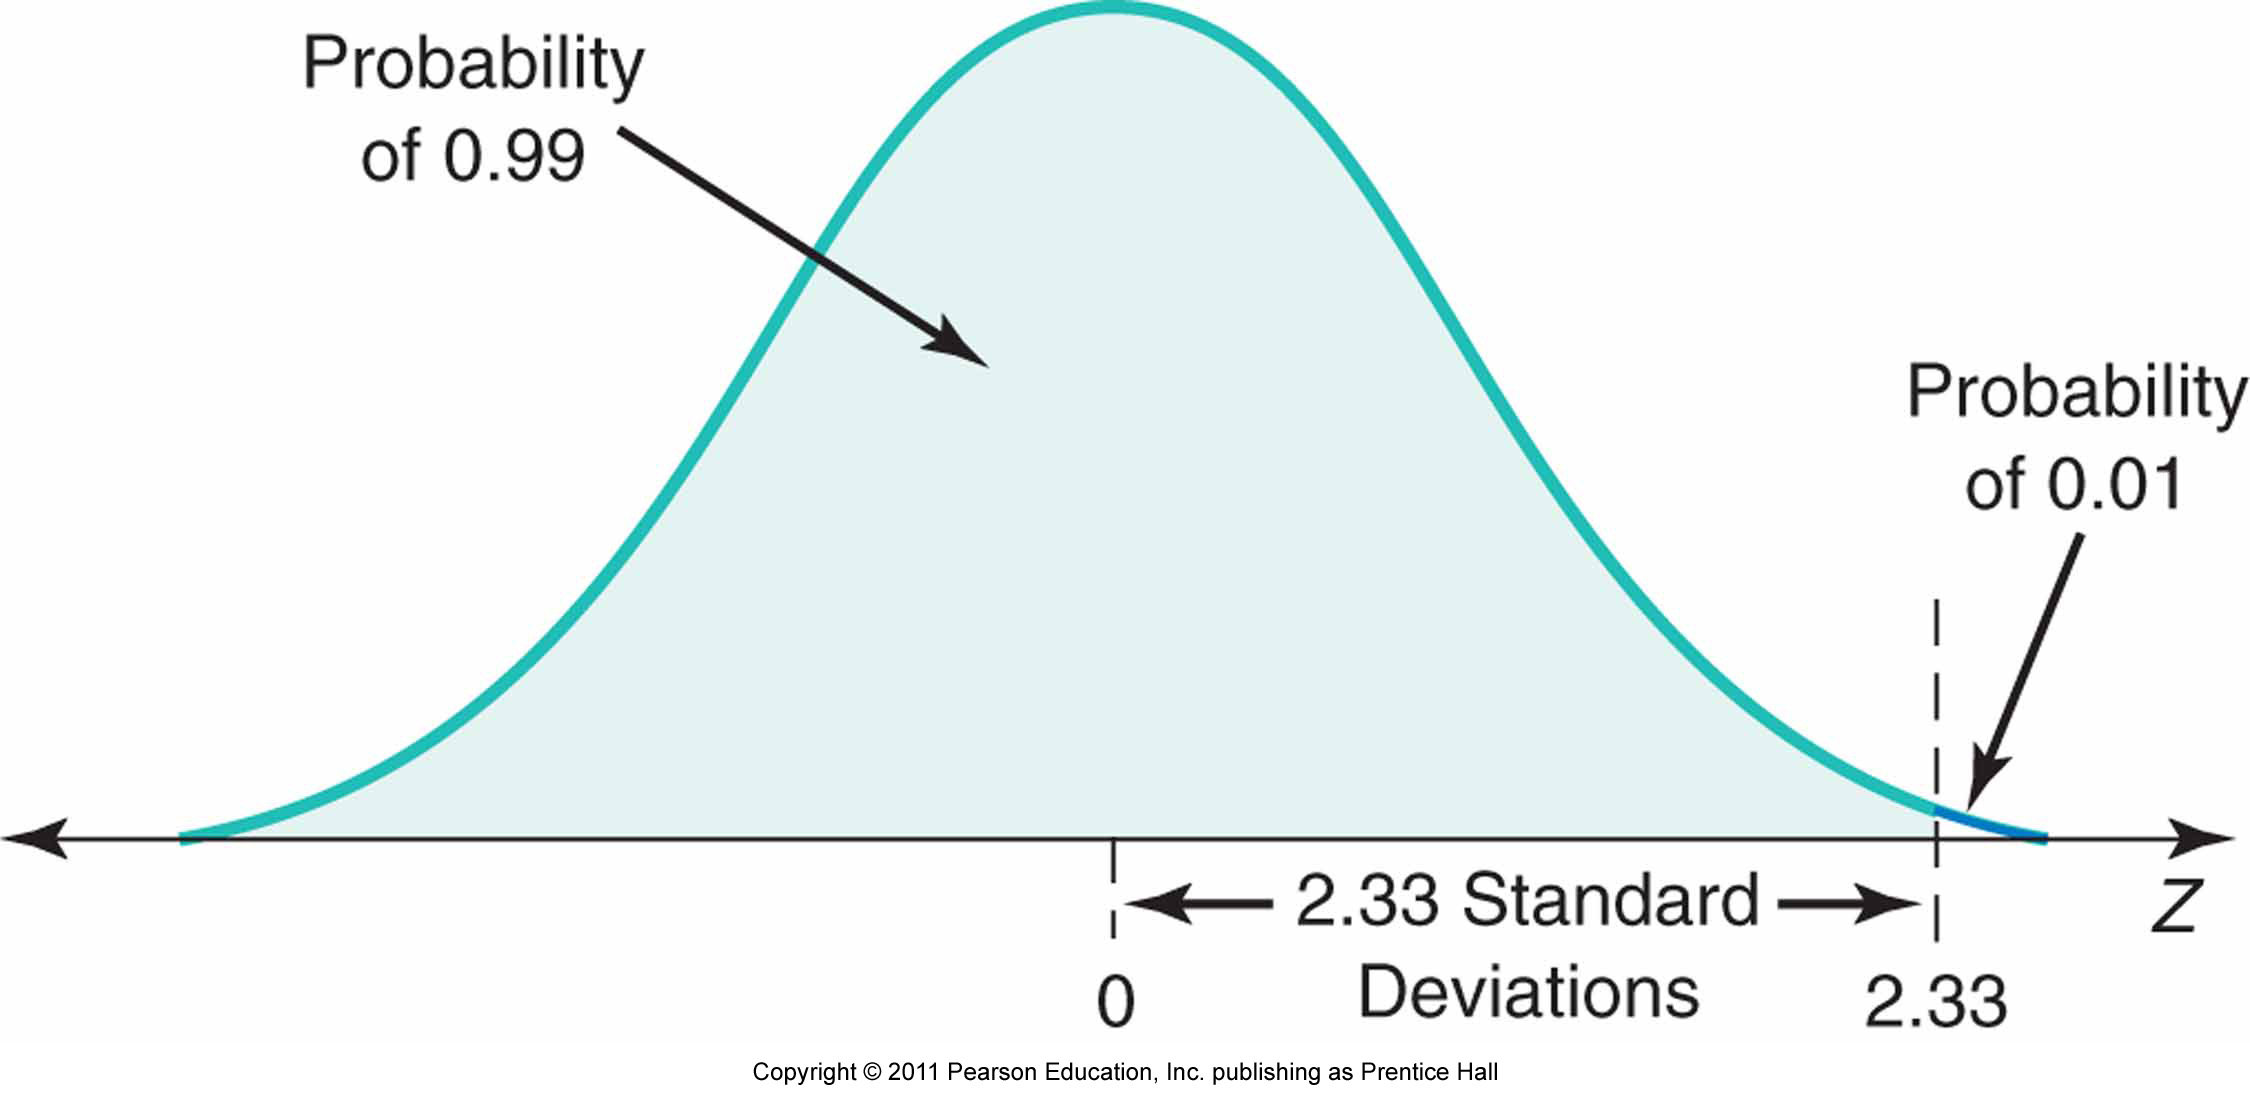 Probability
of 0.99
Probability
of 0.01
2.33 Standard
Deviations
Z
0
2.33
Copyright © 2011 Pearson Education, Inc. publishing as Prentice Hall